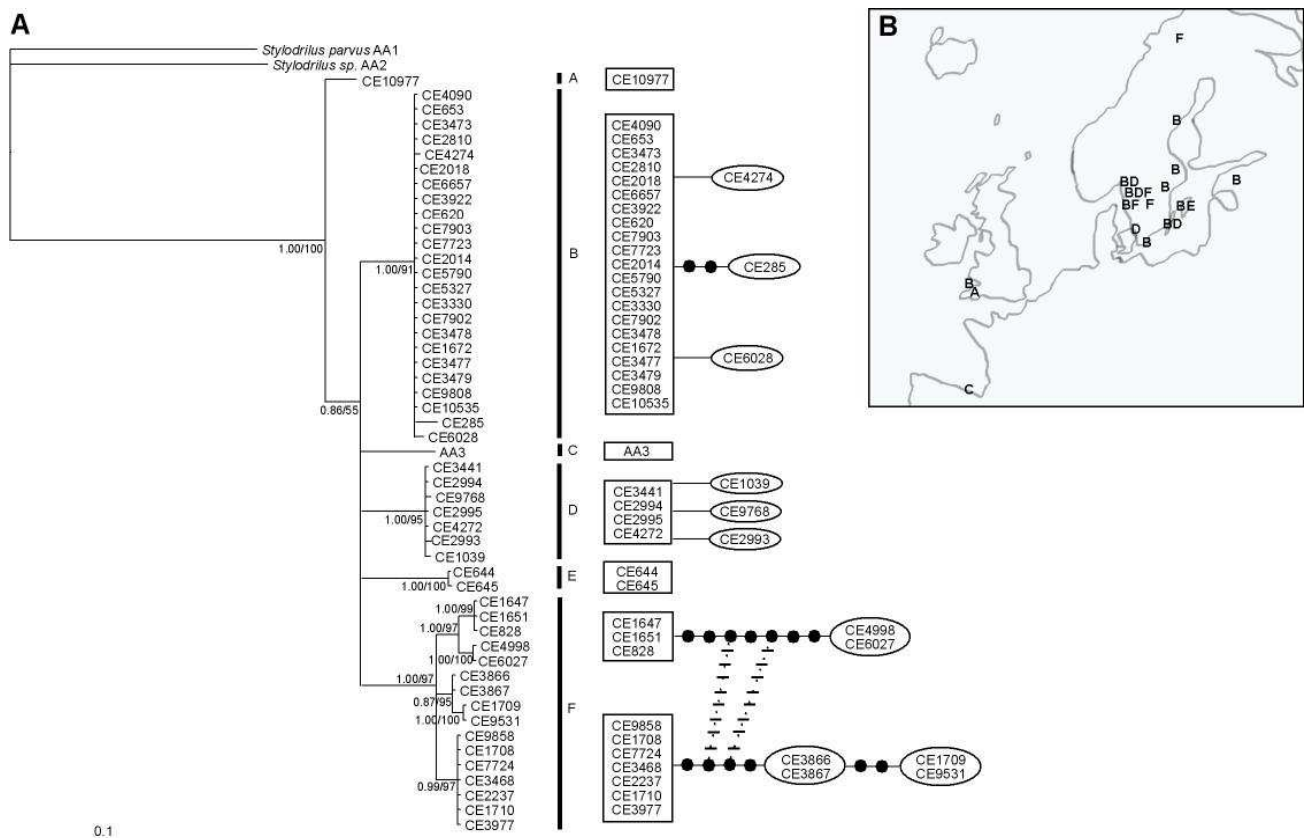 A
Stylodrilus parvus AA1
Stylodrilus sp. AA2
CE10977
CE4090
CE653
CE3473
CE2810
CE4274
CE2018
CE6657
CE3922
CE620
CE7903
CE7723
CE2014
CE5790
CE5327
CE3330
CE7902
CE3478
CE1672
CE3477
CE3479
CE9808
CE10535
CE285
CE6028
AA3
CE3441
CE2994
CE9768
CE2995
CE4272
CE2993
CE1039
CE644
CE645
CE1647
CE1651
CE828
CE4998
CE6027
CE3866
CE3867
CE1709
CE9531
CE9858
CE1708
CE7724
CE3468
CE2237
CE1710
CE3977
1.00/100
1.00/91
0.86/55
1.00/95
1.00/100
1.00/99
1.00/97
1.00/100
1.00/97
0.87/95
1.00/100
0.99/97
0.1
A
B
C
D
E
F
CE10977
CE4090
CE653
CE3473
CE2810
CE2018
CE6657
CE3922
CE620
CE7903
CE7723
CE2014
CE5790
CE5327
CE3330
CE7902
CE3478
CE1672
CE3477
CE3479
CE9808
CE10535
CE4274
CE285
CE6028
AA3
CE3441
CE2994
CE2995
CE4272
CE1039
CE9768
CE2993
CE644
CE645
CE1647
CE1651
CE828
CE4998
CE6027
CE9858
CE1708
CE7724
CE3468
CE2237
CE1710
CE3977
CE3866
CE3867
CE1709
CE9531
B
F
B
B
B
BD
B
BDF
BF F
BE
BD
D
B
B
A
C